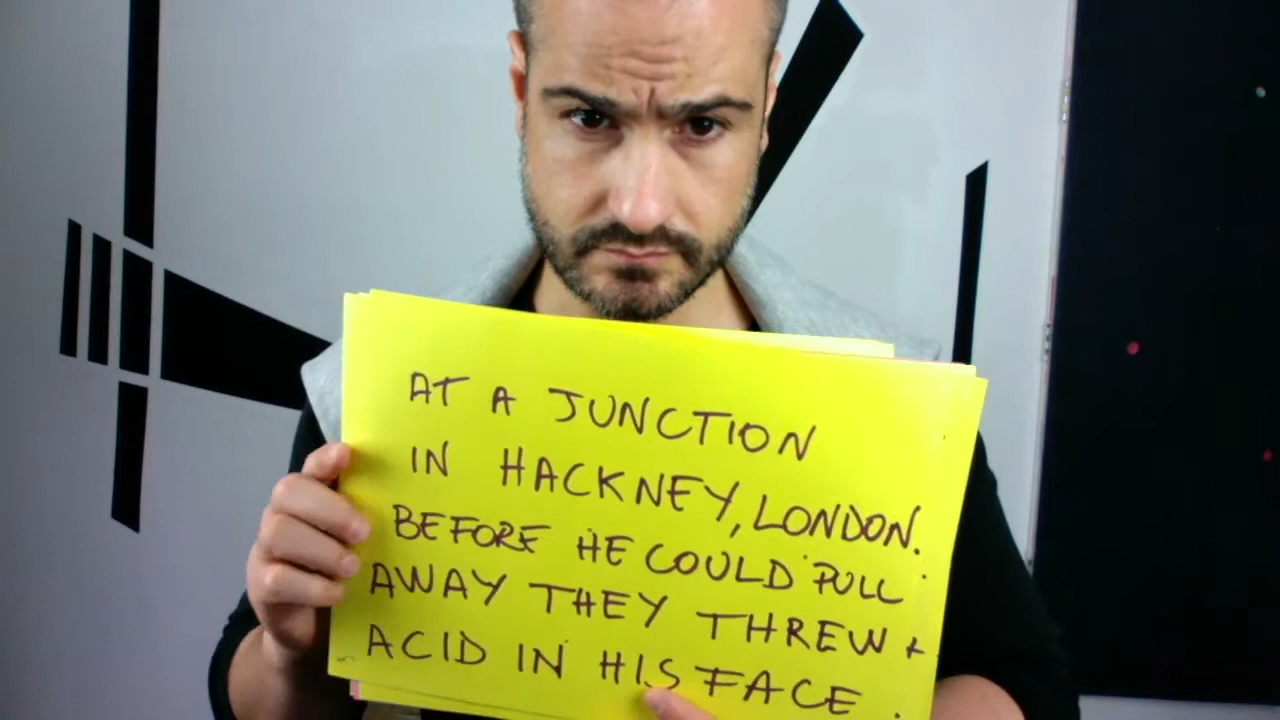 AT A JUNCTION
IN HACKNEY, LONDON.
BEFORE HE COULD PULL
AWAY THEY THREW +
ACID IN HIS FACE.